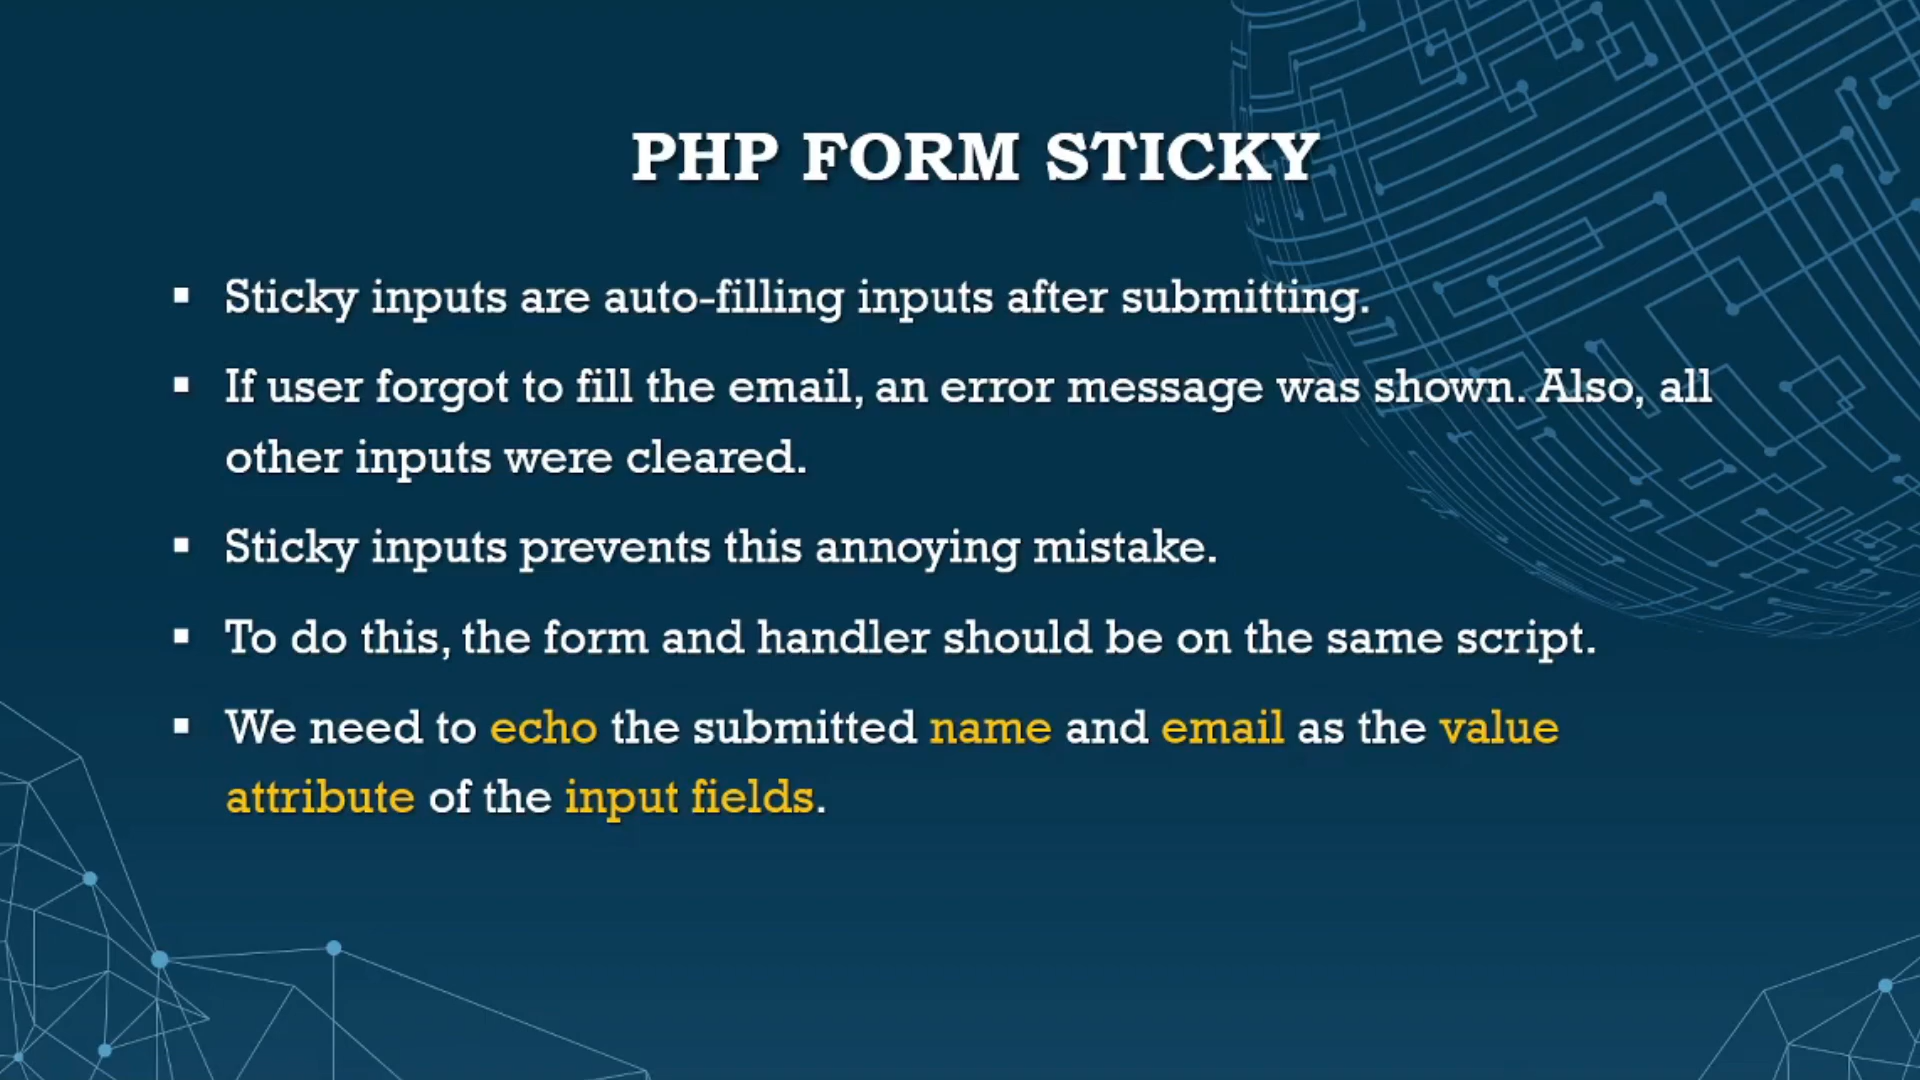 PHP FORM STICKY
▪ Sticky inputs are auto-filling inputs after submitting.
▪ If user forgot to fill the email, an error message was shown. Also, all
other inputs were cleared.
▪ Sticky inputs prevents this annoying mistake.
▪ To do this, the form and handler should be on the same script.
▪ We need to echo the submitted name and email as the value
attribute of the input fields.